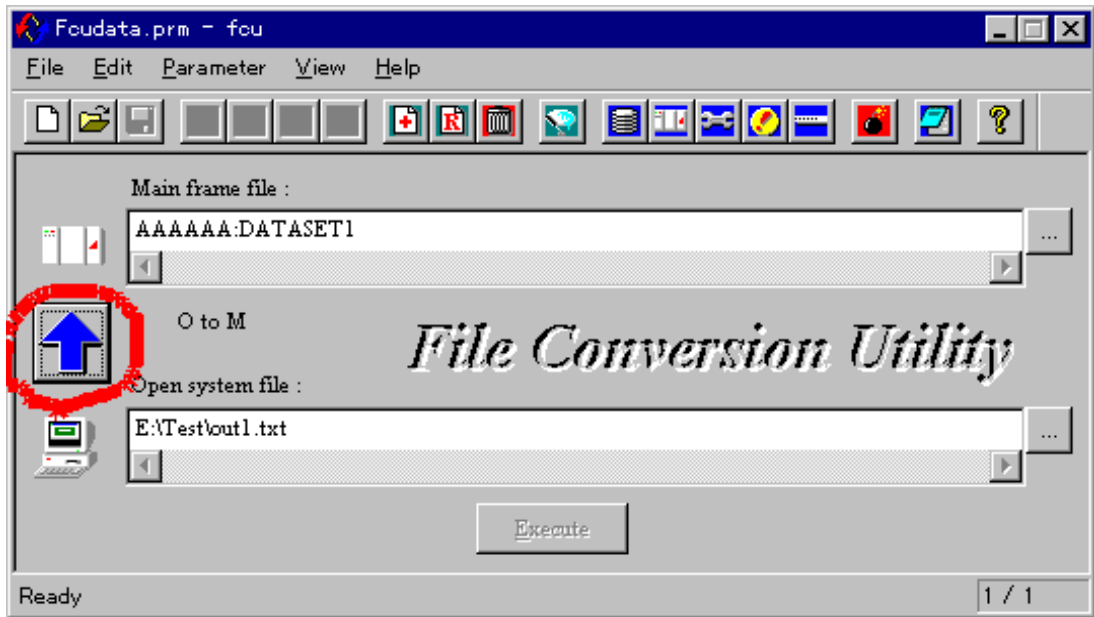 Fcudata.prm - fcu
File Edit Parameter View Help
R ?
Main frame file :
AAAAAA:DATASET1
...
O to M
File Conversion Utility
Open system file :
E:\Test\out1.txt
...
Execute
Ready
1 / 1